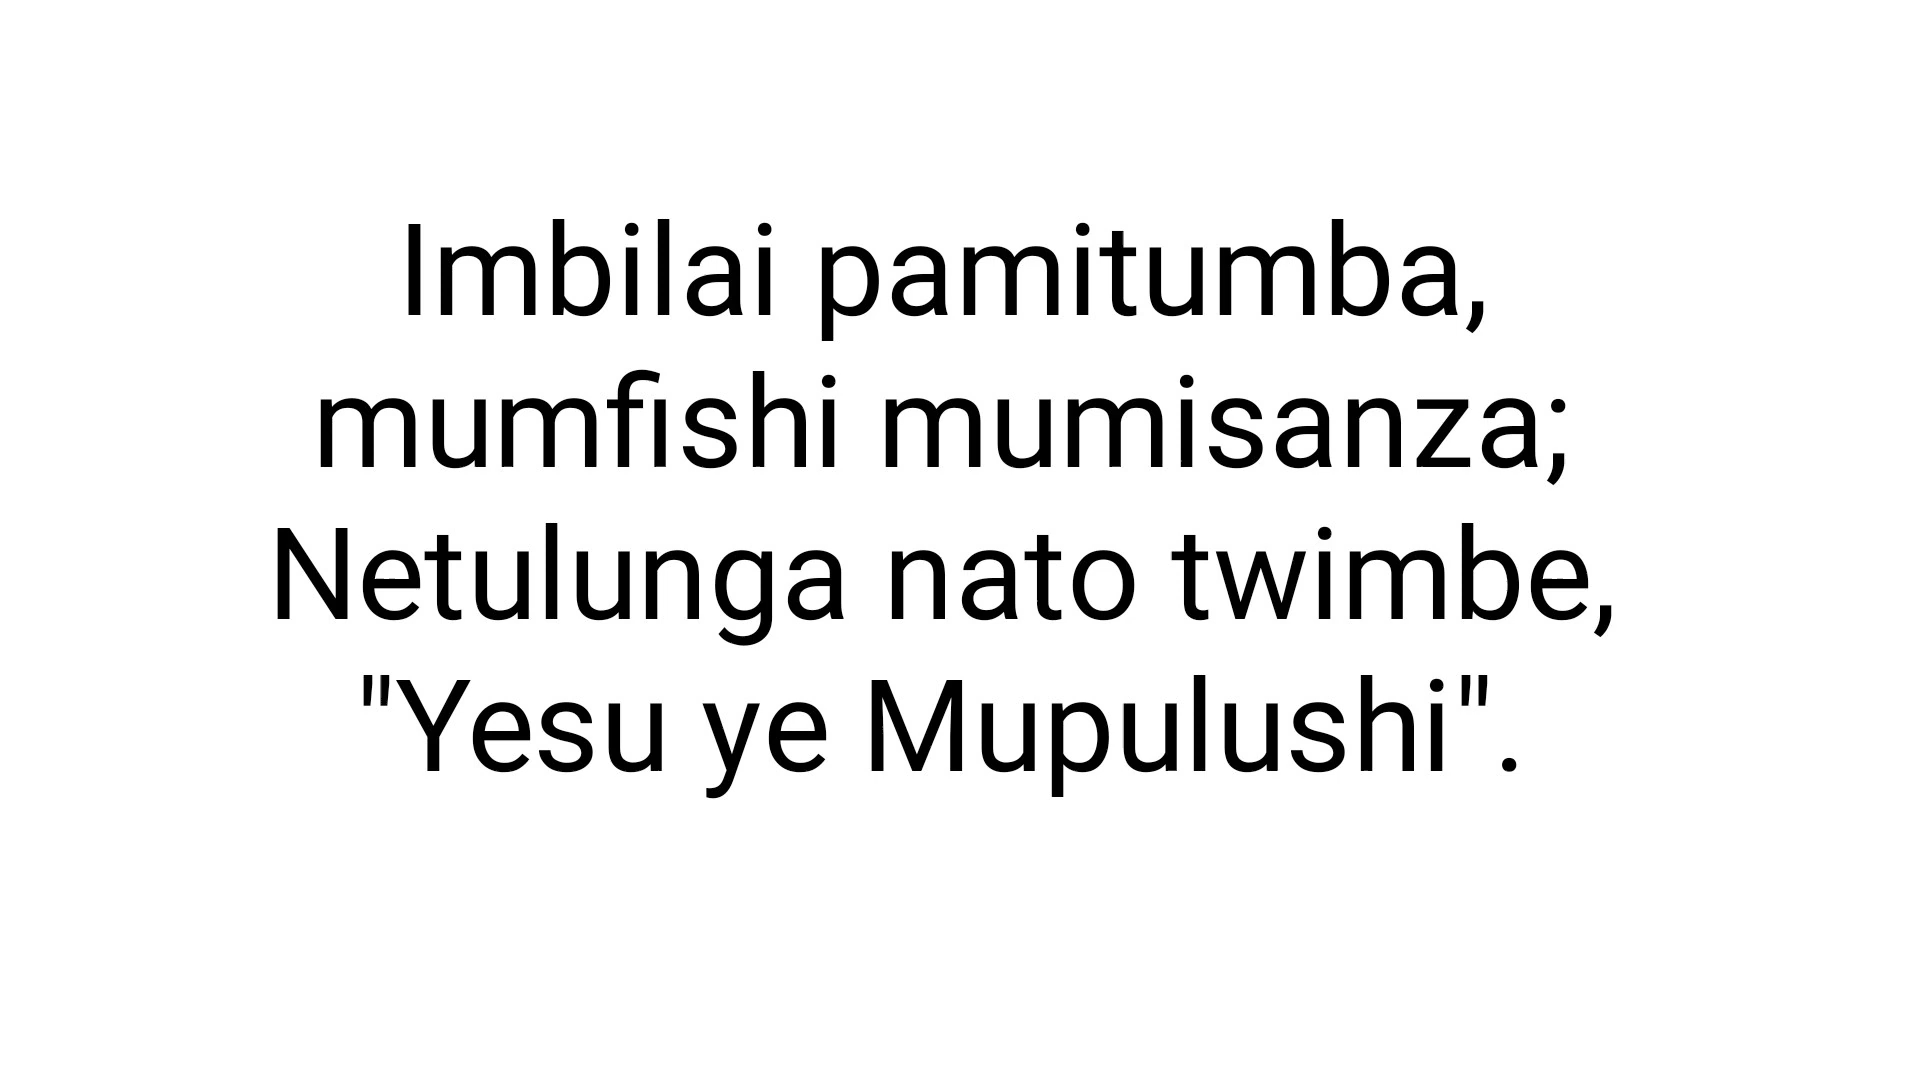 Imbilai pamitumba,
mumfishi mumisanza;
Netulunga nato twimbe,
"Yesu ye Mupulushi".